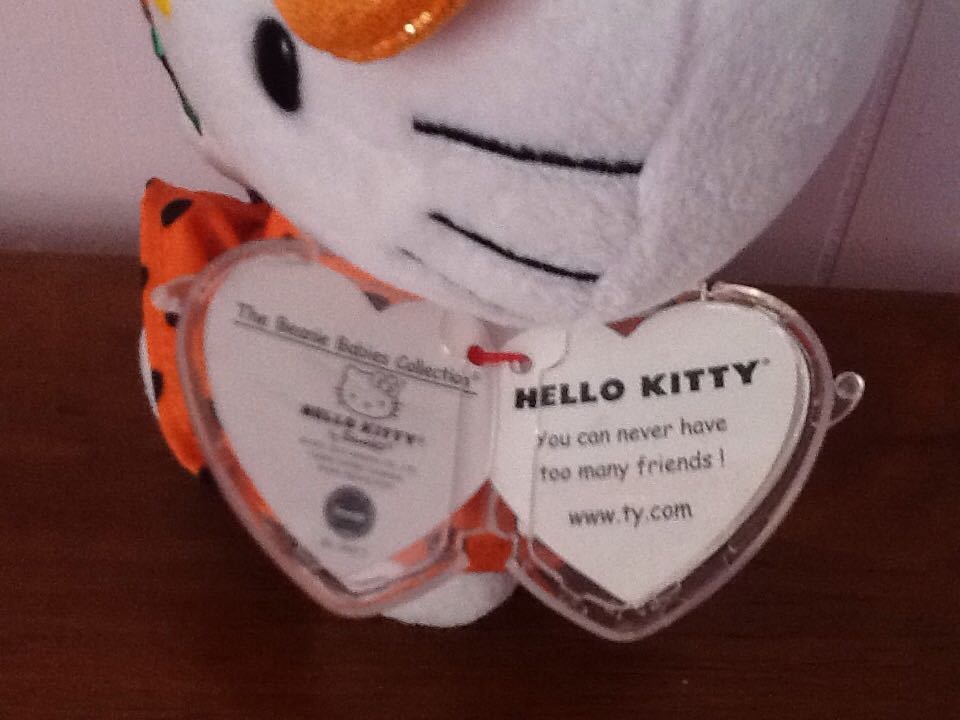 The Beanie Babies Collection®
HELLO KITTY®
HELLO KITTY®
You can never have
too many friends !
www.ty.com